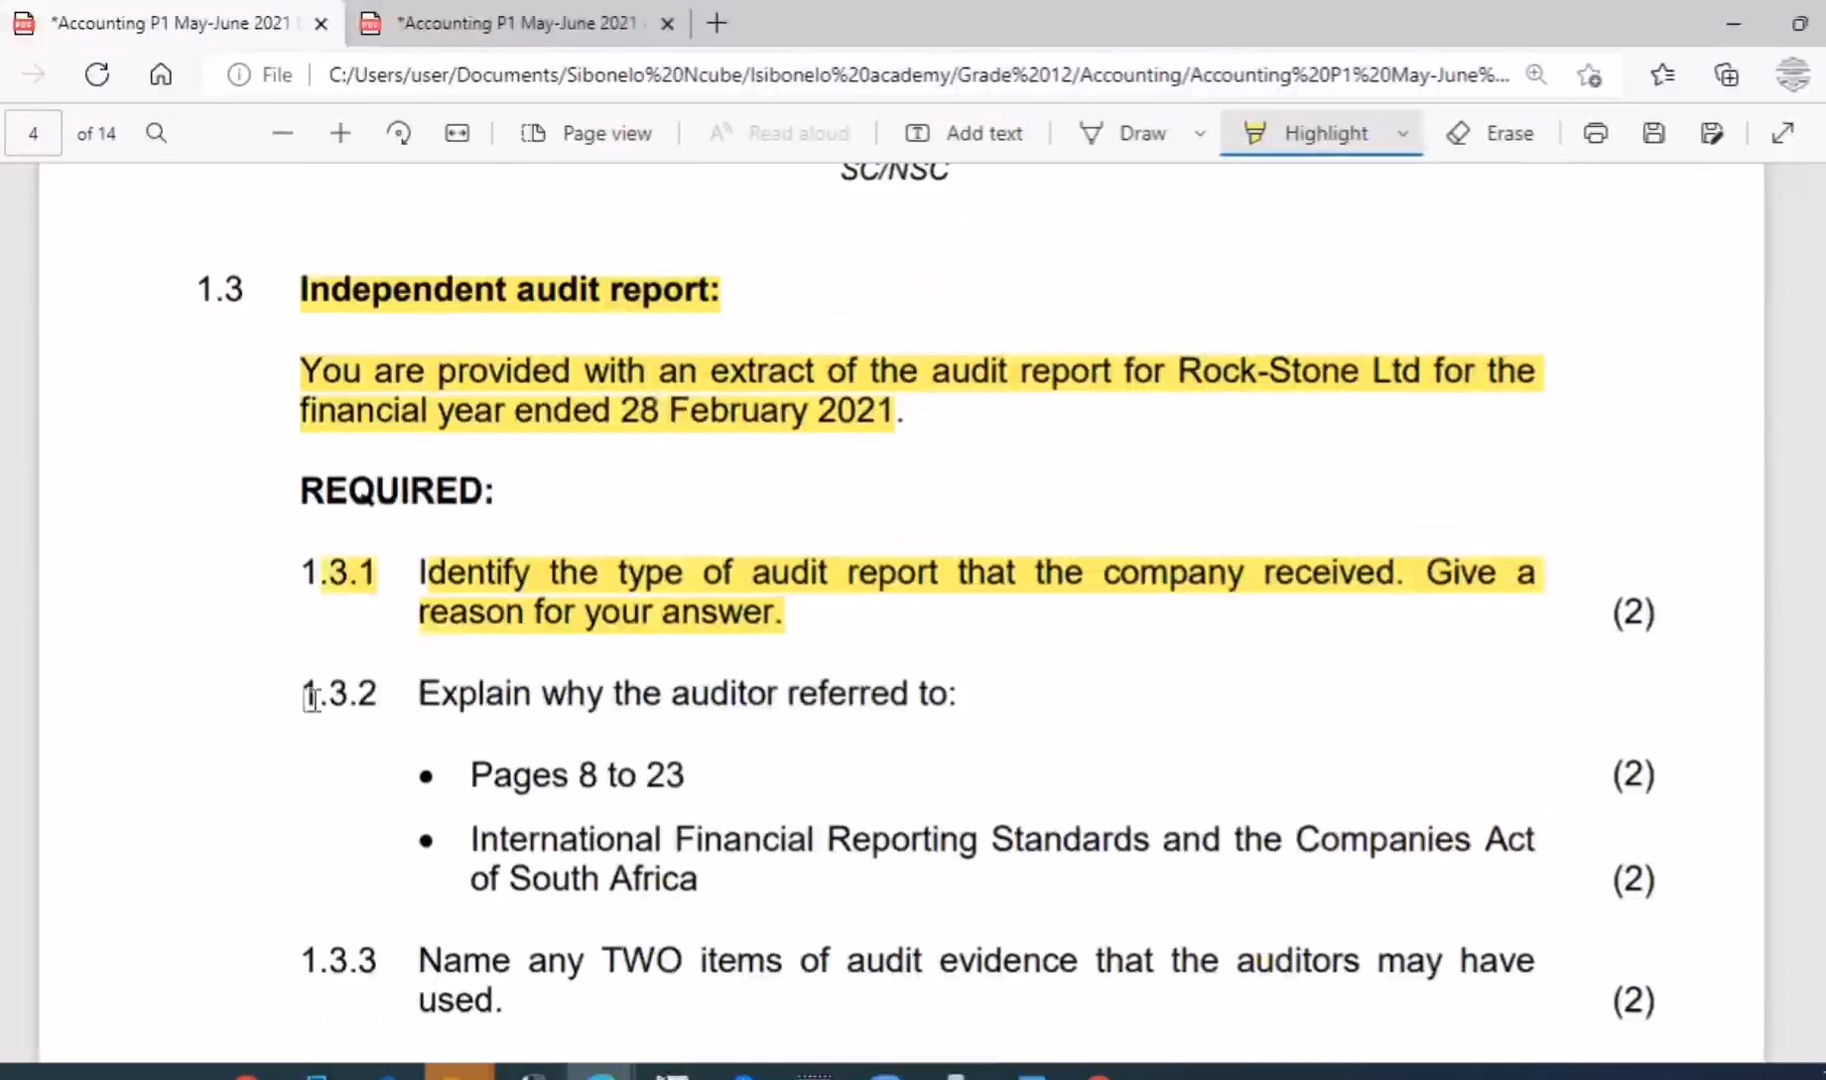 *Accounting P1 May-June 2021
*Accounting P1 May-June 2021
File
C:/Users/user/Documents/Sibonelo%20Ncube/Isibonelo%20academy/Grade%2012/Accounting/Accounting%20P1%20May-June%...
4 of 14
Page view
Read aloud
Add text
Draw
Highlight
Erase
SC/NSC
1.3 Independent audit report:
You are provided with an extract of the audit report for Rock-Stone Ltd for the
financial year ended 28 February 2021.
REQUIRED:
1.3.1 Identify the type of audit report that the company received. Give a
reason for your answer. (2)
1.3.2 Explain why the auditor referred to:
• Pages 8 to 23 (2)
• International Financial Reporting Standards and the Companies Act
of South Africa (2)
1.3.3 Name any TWO items of audit evidence that the auditors may have
used. (2)